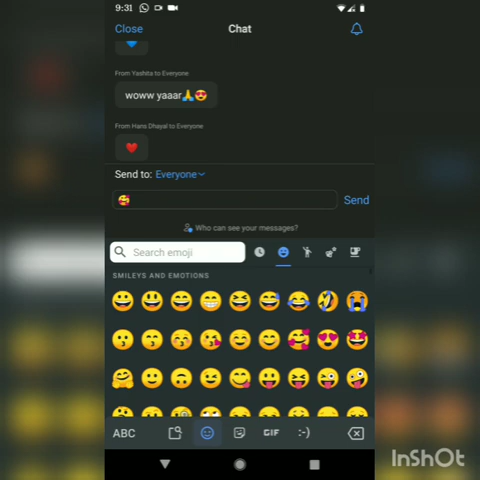 9:31
Close Chat
From Yashita to Everyone
woww yaaar🙏😍
From Hans Dhayal to Everyone
❤️
Send to: Everyone
🥰 Send
Who can see your messages?
Search emoji
SMILEYS AND EMOTIONS
ABC GIF :-)
InShOt